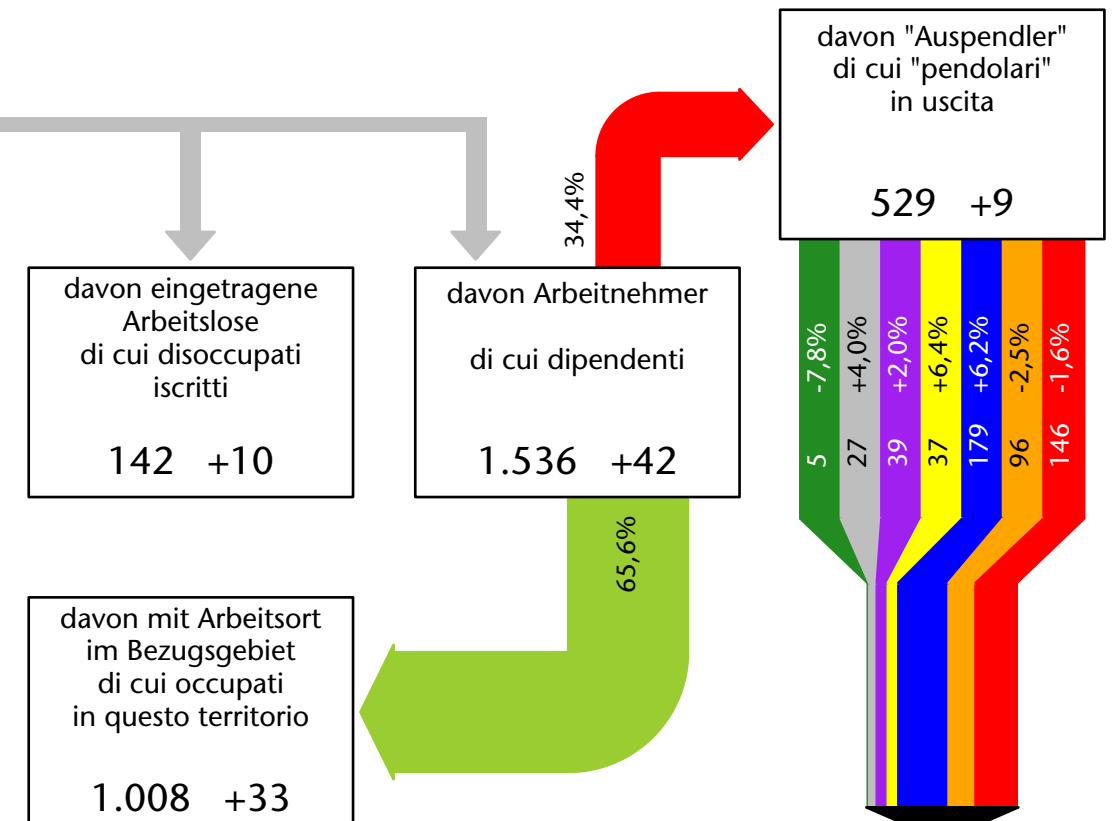 davon "Auspendler"
di cui "pendolari"
in uscita
529 +9
34,4%
davon eingetragene
Arbeitslose
di cui disoccupati
iscritti
142 +10
davon Arbeitnehmer
di cui dipendenti
1.536 +42
5 -7,8%
27 +4,0%
39 +2,0%
37 +6,4%
179 +6,2%
96 -2,5%
146 -1,6%
65,6%
davon mit Arbeitsort
im Bezugsgebiet
di cui occupati
in questo territorio
1.008 +33